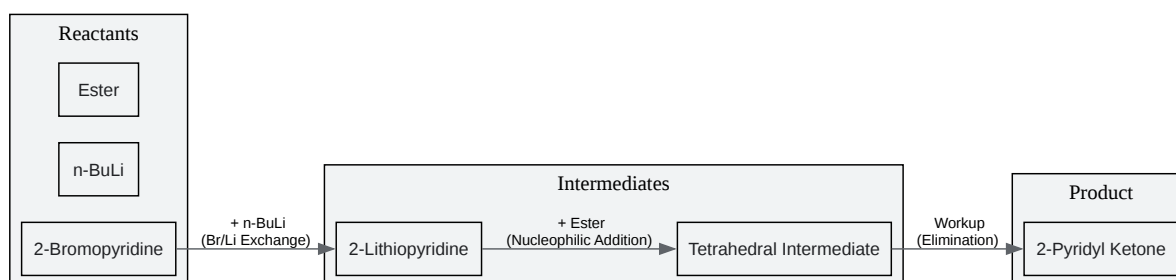 Reactants
Ester
n-BuLi
2-Bromopyridine
+ n-BuLi
(Br/Li Exchange)
Intermediates
2-Lithiopyridine
+ Ester
(Nucleophilic Addition)
Tetrahedral Intermediate
Workup
(Elimination)
Product
2-Pyridyl Ketone